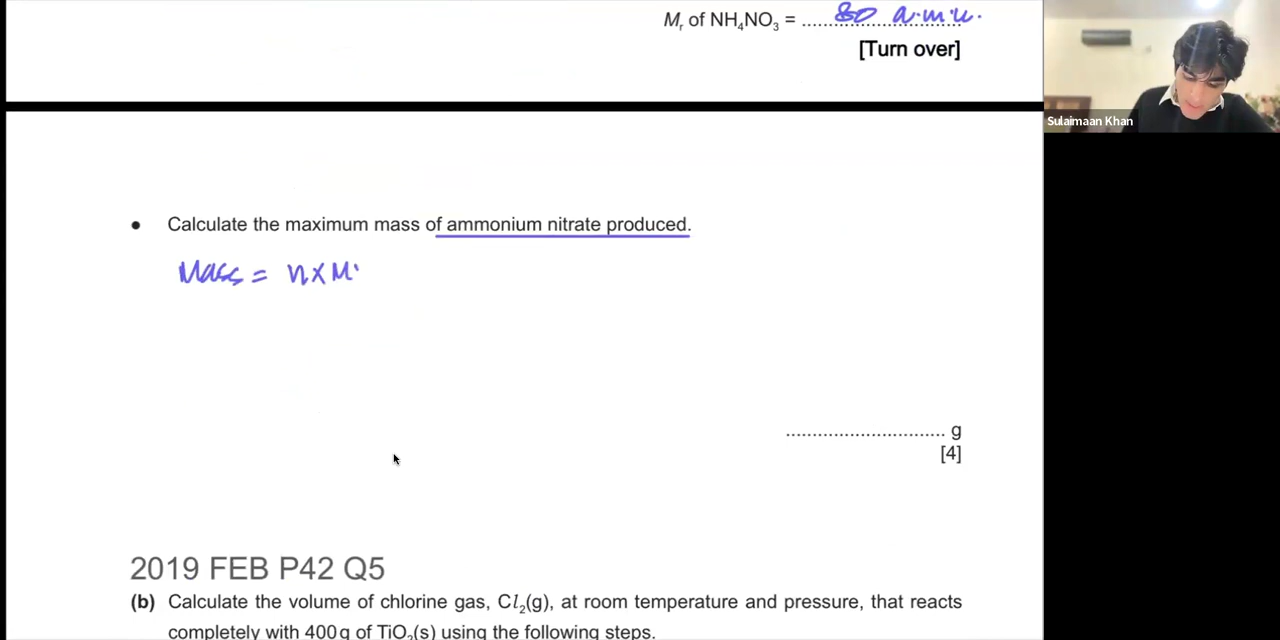 Mr of NH4NO3 = ..... 80 a.m.u. .....
[Turn over]
Sulaimaan Khan
• Calculate the maximum mass of ammonium nitrate produced.
Mass = n x M
.............................. g
[4]
2019 FEB P42 Q5
(b) Calculate the volume of chlorine gas, Cl2(g), at room temperature and pressure, that reacts
completely with 400 g of TiO2(s) using the following steps.